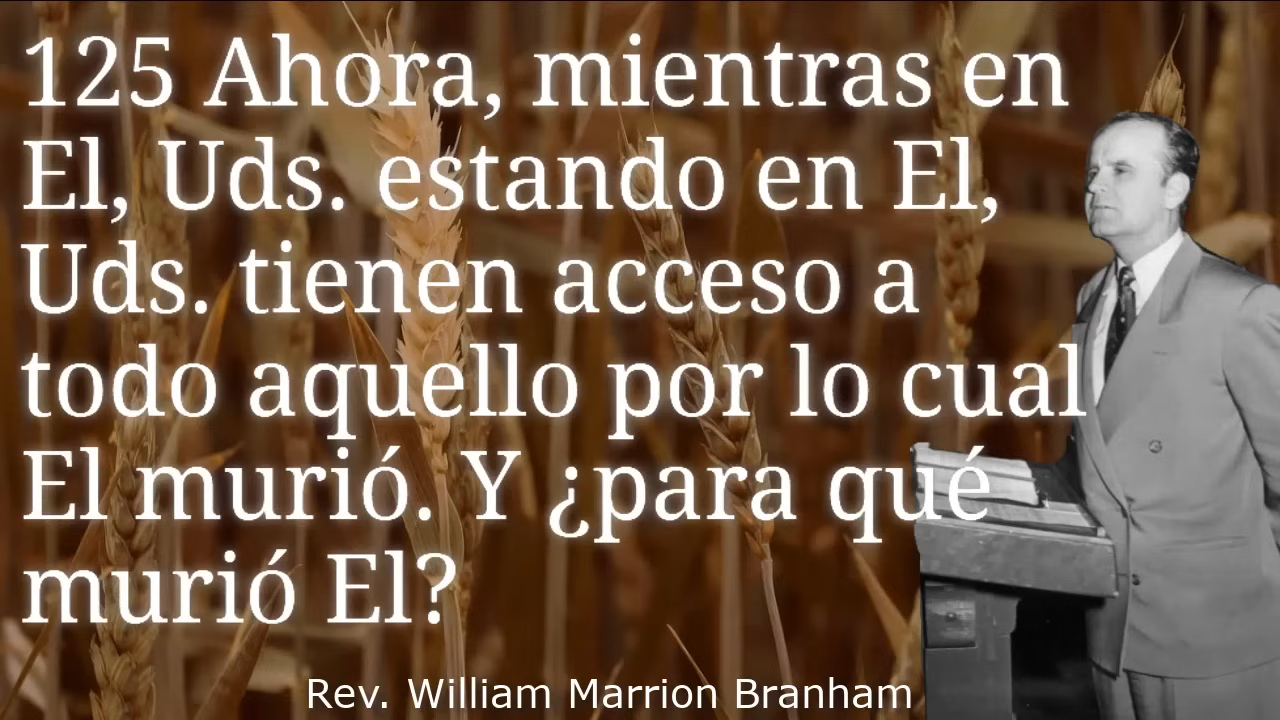 125 Ahora, mientras en
El, Uds. estando en El,
Uds. tienen acceso a
todo aquello por lo cual
El murió. Y ¿para qué
murió El?
Rev. William Marrion Branham